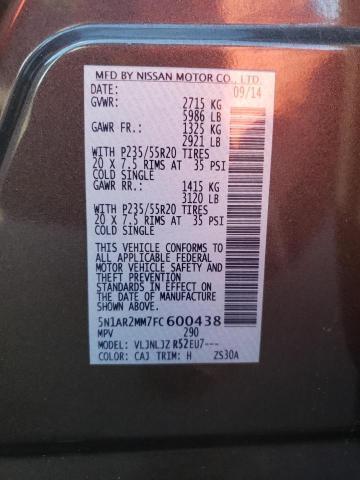 MFD BY NISSAN MOTOR CO., LTD.
DATE: 09/14
GVWR: 2715 KG
5986 LB
GAWR FR.: 1325 KG
2921 LB
WITH P235/55R20 TIRES
20 X 7.5 RIMS AT 35 PSI
COLD SINGLE
GAWR RR.: 1415 KG
3120 LB
WITH P235/55R20 TIRES
20 X 7.5 RIMS AT 35 PSI
COLD SINGLE
THIS VEHICLE CONFORMS TO
ALL APPLICABLE FEDERAL
MOTOR VEHICLE SAFETY AND
THEFT PREVENTION
STANDARDS IN EFFECT ON
THE DATE OF MANUFACTURE
SHOWN ABOVE.
5N1AR2MM7FC600438
MPV 290
VLJNLJZ R52EU7---
COLOR: CAJ TRIM: H ZS30A